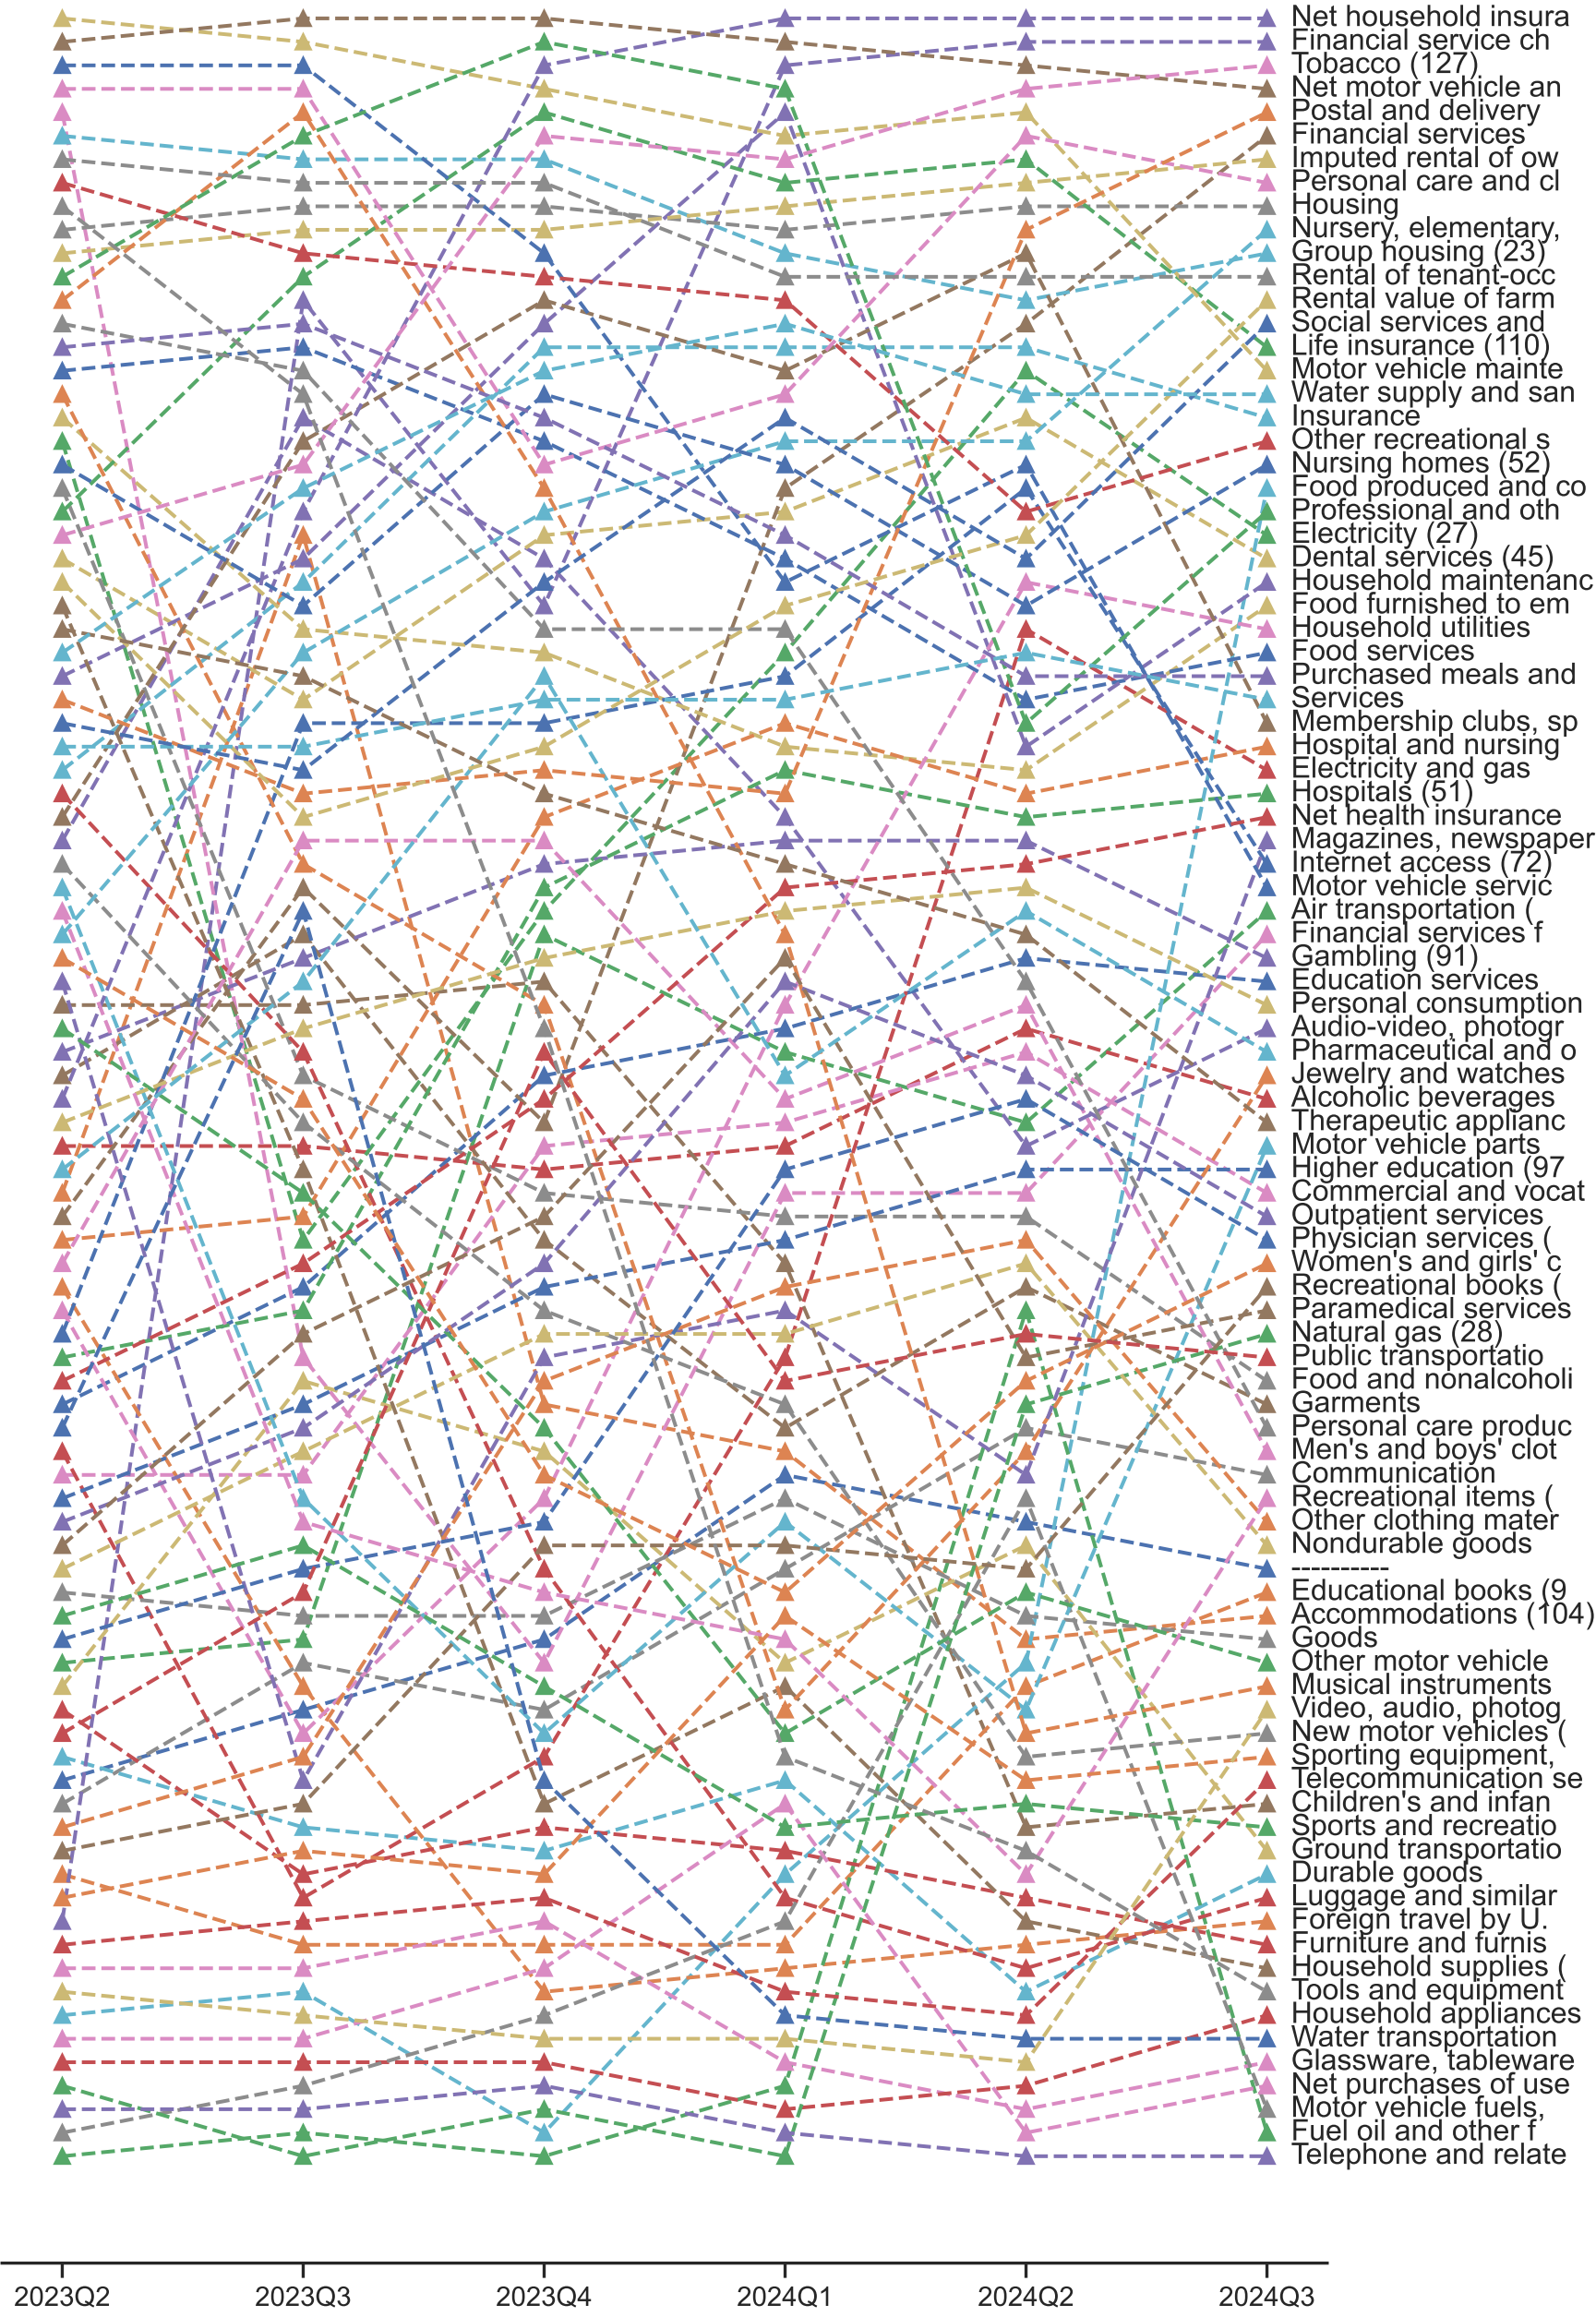 Net household insura
Financial service ch
Tobacco (127)
Net motor vehicle an
Postal and delivery
Financial services
Imputed rental of ow
Personal care and cl
Housing
Nursery, elementary,
Group housing (23)
Rental of tenant-occ
Rental value of farm
Social services and
Life insurance (110)
Motor vehicle mainte
Water supply and san
Insurance
Other recreational s
Nursing homes (52)
Food produced and co
Professional and oth
Electricity (27)
Dental services (45)
Household maintenanc
Food furnished to em
Household utilities
Food services
Purchased meals and
Services
Membership clubs, sp
Hospital and nursing
Electricity and gas
Hospitals (51)
Net health insurance
Magazines, newspaper
Internet access (72)
Motor vehicle servic
Air transportation (
Financial services f
Gambling (91)
Education services
Personal consumption
Audio-video, photogr
Pharmaceutical and o
Jewelry and watches
Alcoholic beverages
Therapeutic applianc
Motor vehicle parts
Higher education (97
Commercial and vocat
Outpatient services
Physician services (
Women's and girls' c
Recreational books (
Paramedical services
Natural gas (28)
Public transportatio
Food and nonalcoholi
Garments
Personal care produc
Men's and boys' clot
Communication
Recreational items (
Other clothing mater
Nondurable goods
----------
Educational books (9
Accommodations (104)
Goods
Other motor vehicle
Musical instruments
Video, audio, photog
New motor vehicles (
Sporting equipment,
Telecommunication se
Children's and infan
Sports and recreatio
Ground transportatio
Durable goods
Luggage and similar
Foreign travel by U.
Furniture and furnis
Household supplies (
Tools and equipment
Household appliances
Water transportation
Glassware, tableware
Net purchases of use
Motor vehicle fuels,
Fuel oil and other f
Telephone and relate
2023Q2 2023Q3 2023Q4 2024Q1 2024Q2 2024Q3